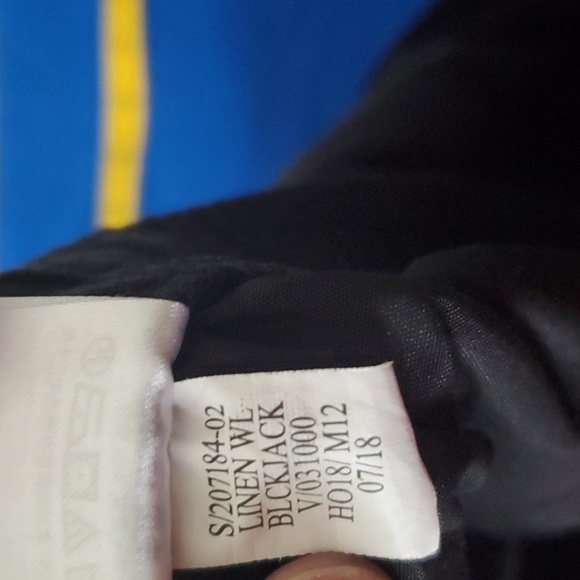 S/207184-02
LINEN WL
BLCKJACK
V/031000
HO18/ M12
07/18